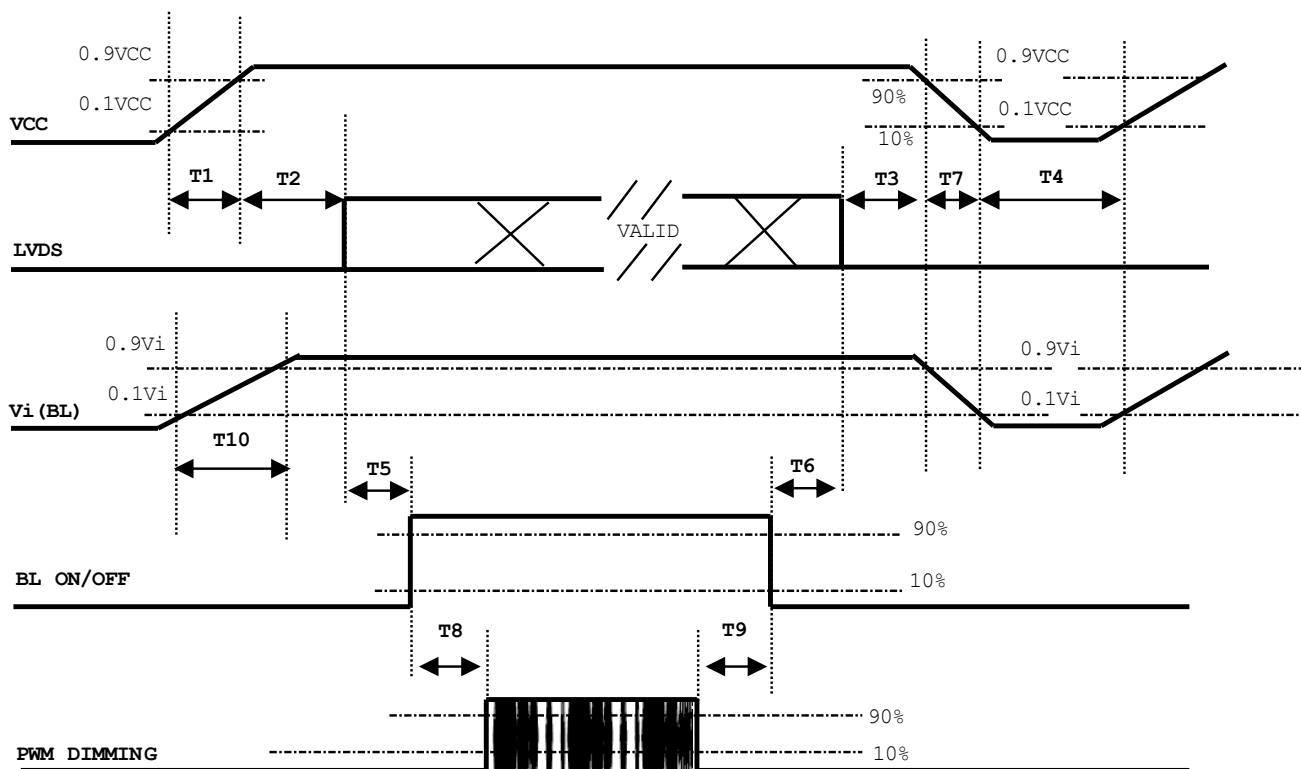 0.9VCC
0.9VCC
90%
0.1VCC
0.1VCC
VCC
10%
T1
T2
T3
T7
T4
VALID
LVDS
0.9Vi
0.9Vi
0.1Vi
0.1Vi
Vi(BL)
T10
T5
T6
90%
BL ON/OFF
10%
T8
T9
90%
PWM DIMMING
10%